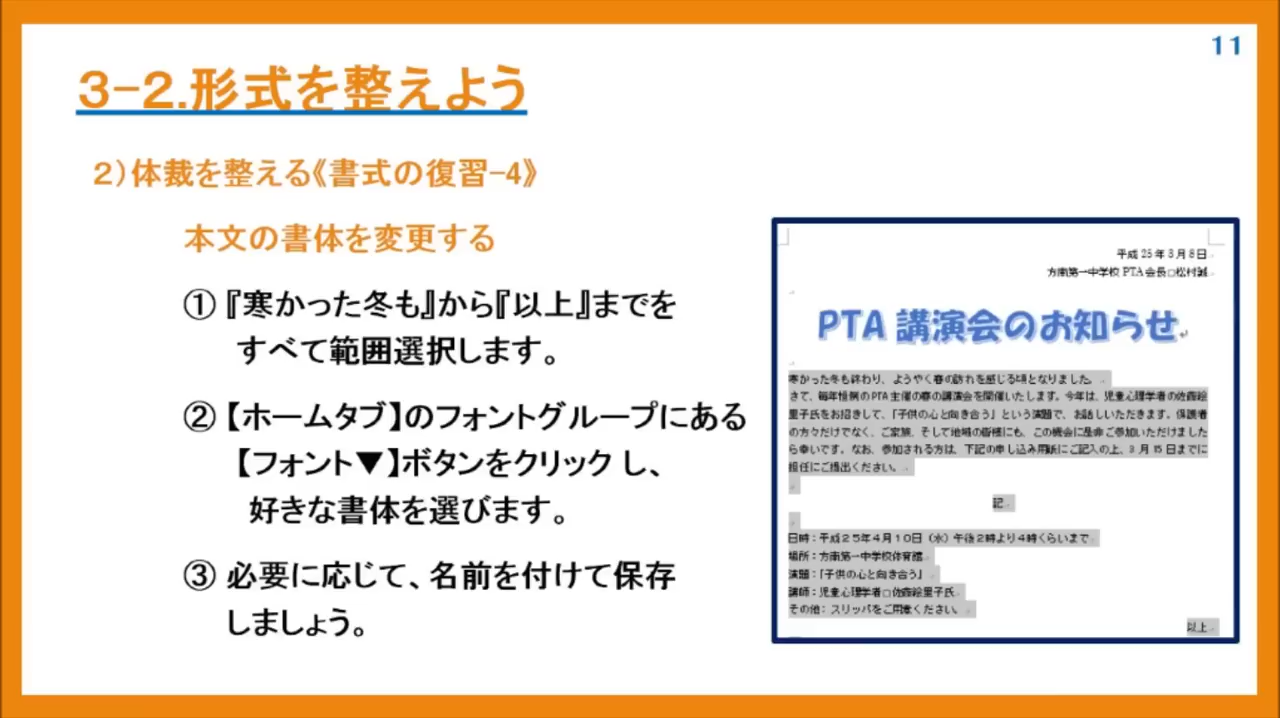 11
3-2.形式を整えよう
2）体裁を整える《書式の復習-4》
本文の書体を変更する
①『寒かった冬も』から『以上』までを
すべて範囲選択します。
②【ホームタブ】のフォントグループにある
【フォント▼】ボタンをクリックし、
好きな書体を選びます。
③ 必要に応じて、名前を付けて保存
しましょう。
平成25年3月8日
方南第一中学校 PTA会長□松村誠
PTA 講演会のお知らせ
寒かった冬も終わり、ようやく春の訪れを感じる頃となりました。
さて、毎年恒例のPTA主催の春の講演会を開催いたします。今年は、児童心理学者の佐藤絵
里子氏をお招きして、「子供の心と向き合う」という演題で、お話しいただきます。保護者
の方々だけでなく、ご家族、そして地域の皆様にも、この機会に是非ご参加いただけました
ら幸いです。なお、参加される方は、下記の申し込み用紙にご記入の上、3月15日までに
担任にご提出ください。
記
日時：平成25年4月10日（水）午後2時より4時くらいまで
場所：方南第一中学校体育館
演題：「子供の心と向き合う」
講師：児童心理学者□佐藤絵里子氏
その他：スリッパをご用意ください。
以上